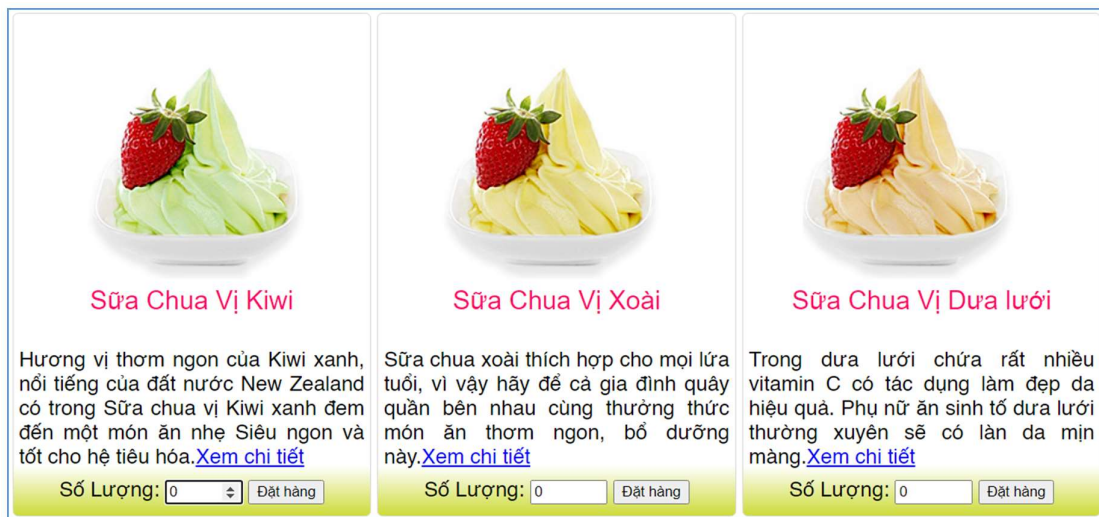 Sữa Chua Vị Kiwi
Hương vị thơm ngon của Kiwi xanh,
nổi tiếng của đất nước New Zealand
có trong Sữa chua vị Kiwi xanh đem
đến một món ăn nhẹ Siêu ngon và
tốt cho hệ tiêu hóa.Xem chi tiết
Số Lượng: 0 Đặt hàng
Sữa Chua Vị Xoài
Sữa chua xoài thích hợp cho mọi lứa
tuổi, vì vậy hãy để cả gia đình quây
quần bên nhau cùng thưởng thức
món ăn thơm ngon, bổ dưỡng
này.Xem chi tiết
Số Lượng: 0 Đặt hàng
Sữa Chua Vị Dưa lưới
Trong dưa lưới chứa rất nhiều
vitamin C có tác dụng làm đẹp da
hiệu quả. Phụ nữ ăn sinh tố dưa lưới
thường xuyên sẽ có làn da mịn
màng.Xem chi tiết
Số Lượng: 0 Đặt hàng